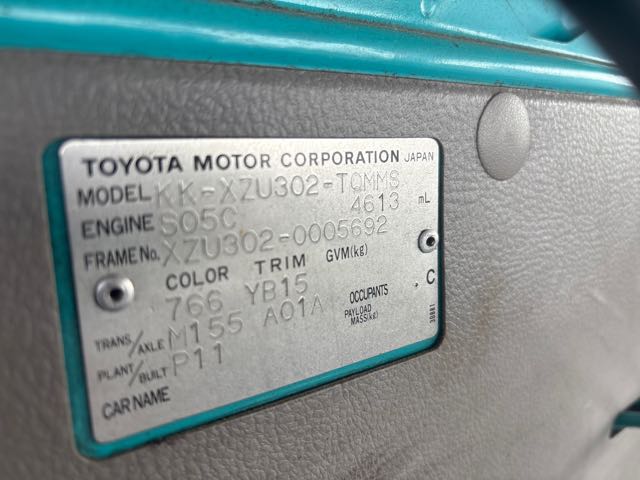 TOYOTA MOTOR CORPORATION JAPAN
MODEL KK-XZU302-TQMMS
ENGINE S05C 4613 mL
FRAME No. XZU302-0005692
COLOR TRIM GVM(kg)
766 YB15
TRANS/AXLE M155 A01A OCCUPANTS . C
PLANT/BUILT P11 PAYLOAD MASS(kg)
CAR NAME
30881